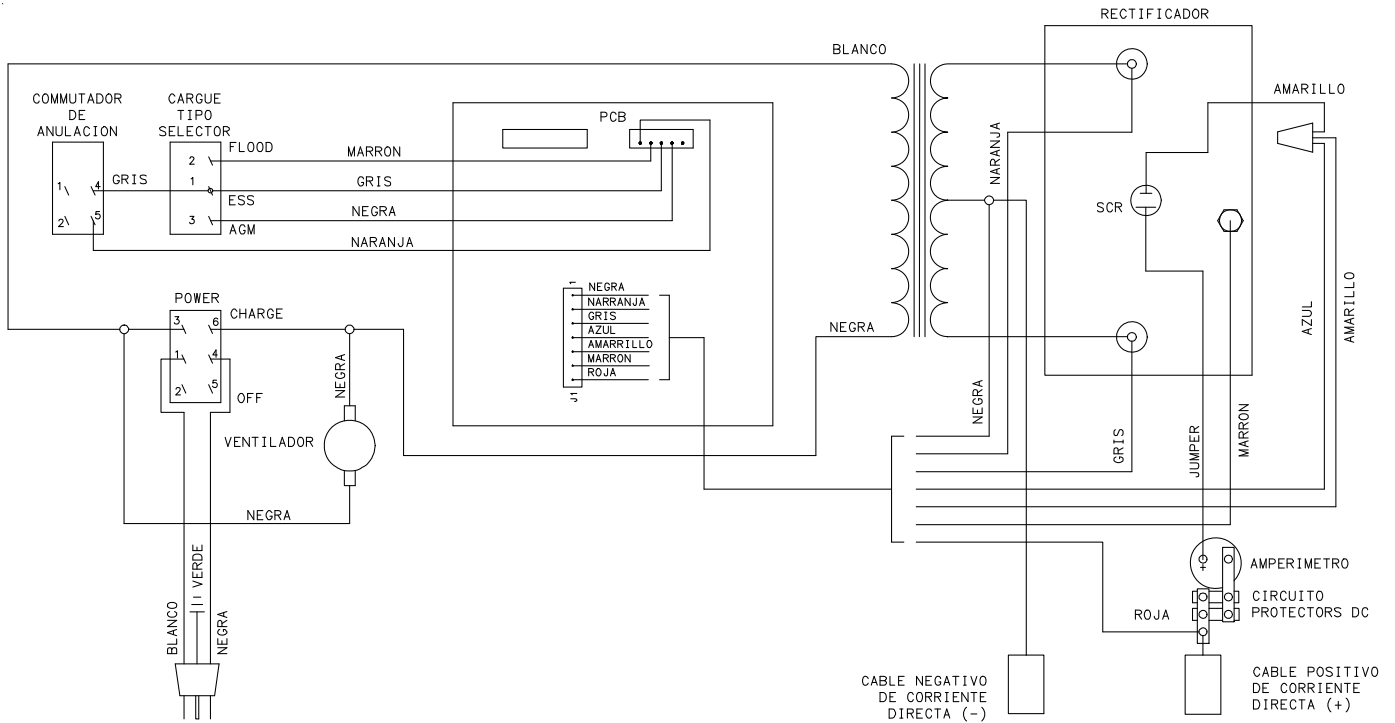 RECTIFICADOR
BLANCO
AMARILLO
COMMUTADOR
DE
ANULACION
CARGUE
TIPO
SELECTOR
PCB
FLOOD
2
MARRON
NARANJA
1
4
GRIS
1
GRIS
ESS
SCR
2
5
3
NEGRA
AGM
NARANJA
NEGRA
NARRANJA
GRIS
AZUL
AMARRILLO
MARRON
ROJA
1
J1
POWER
CHARGE
3
6
1
4
2
5
OFF
NEGRA
NEGRA
AZUL
AMARILLO
VENTILADOR
NEGRA
GRIS
JUMPER
MARRON
NEGRA
VERDE
BLANCO
NEGRA
+
AMPERIMETRO
CIRCUITO
PROTECTORS DC
ROJA
CABLE NEGATIVO
DE CORRIENTE
DIRECTA (-)
CABLE POSITIVO
DE CORRIENTE
DIRECTA (+)